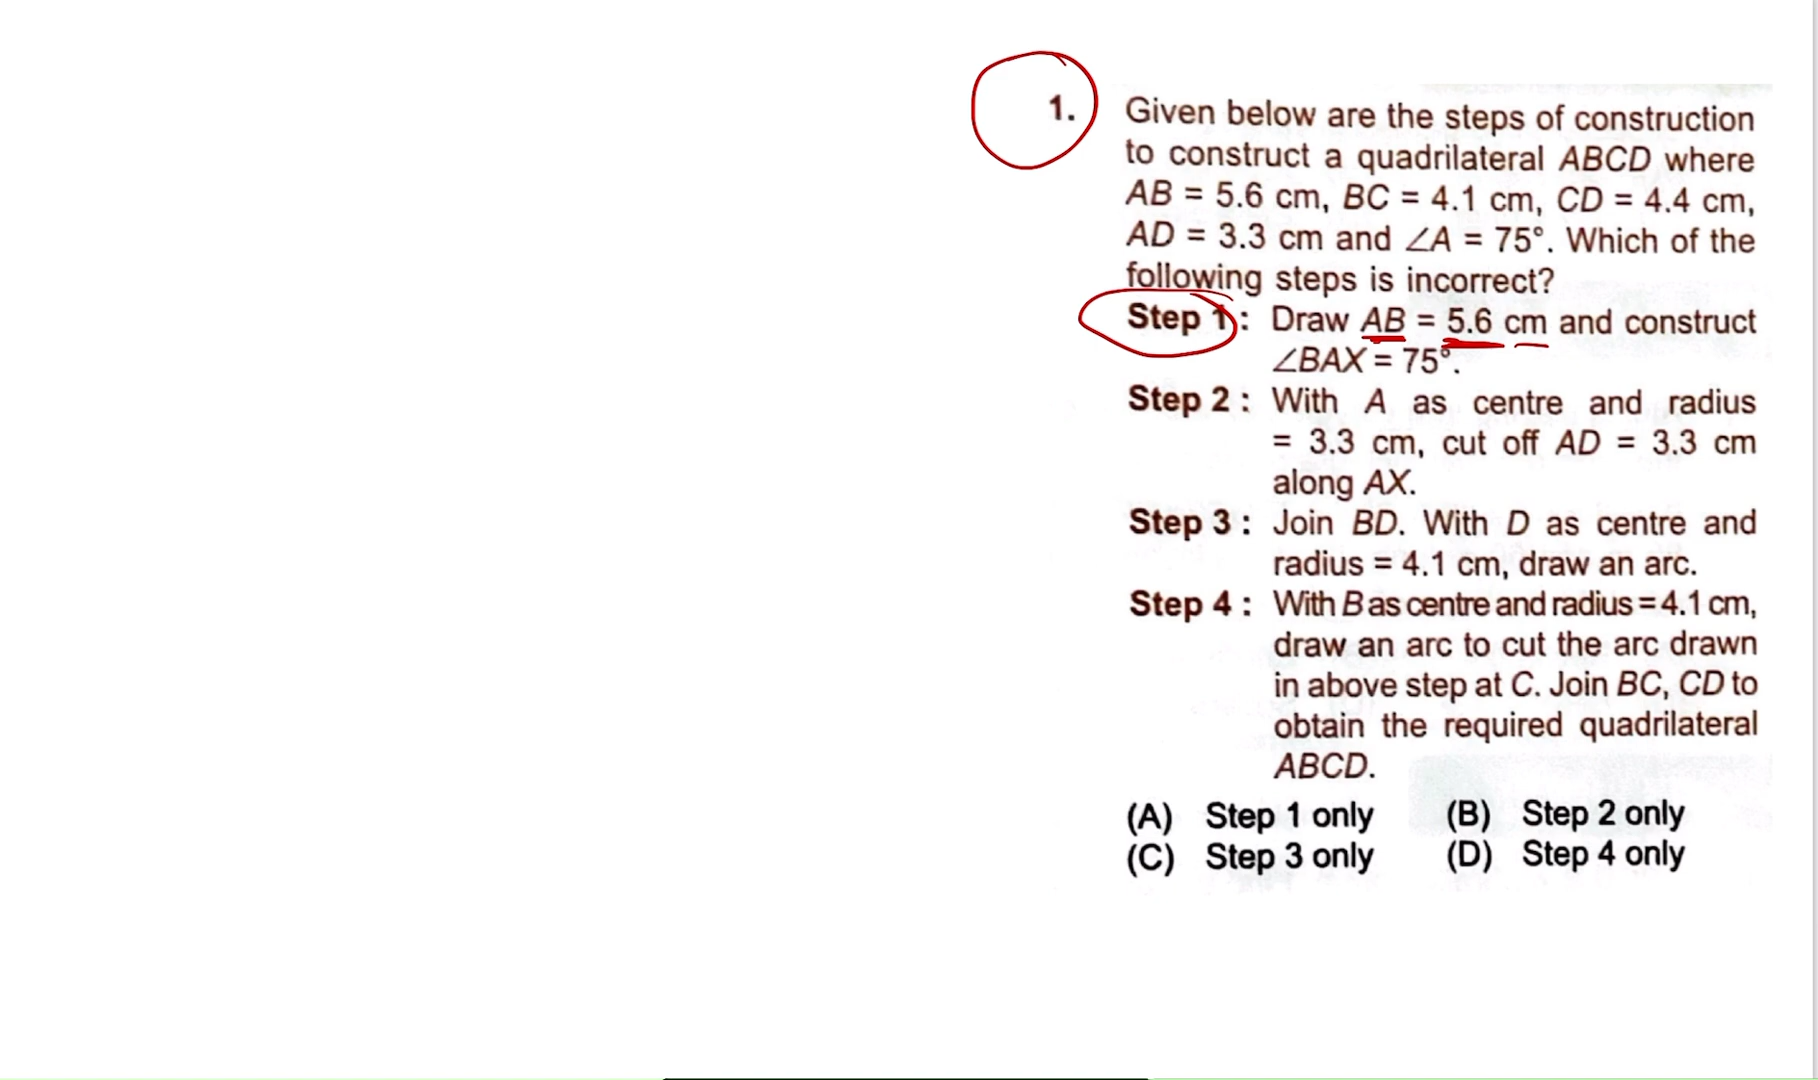 1. Given below are the steps of construction
to construct a quadrilateral ABCD where
AB = 5.6 cm, BC = 4.1 cm, CD = 4.4 cm,
AD = 3.3 cm and ∠A = 75°. Which of the
following steps is incorrect?
Step 1 : Draw AB = 5.6 cm and construct
∠BAX = 75°.
Step 2 : With A as centre and radius
= 3.3 cm, cut off AD = 3.3 cm
along AX.
Step 3 : Join BD. With D as centre and
radius = 4.1 cm, draw an arc.
Step 4 : With B as centre and radius = 4.1 cm,
draw an arc to cut the arc drawn
in above step at C. Join BC, CD to
obtain the required quadrilateral
ABCD.
(A) Step 1 only (B) Step 2 only
(C) Step 3 only (D) Step 4 only